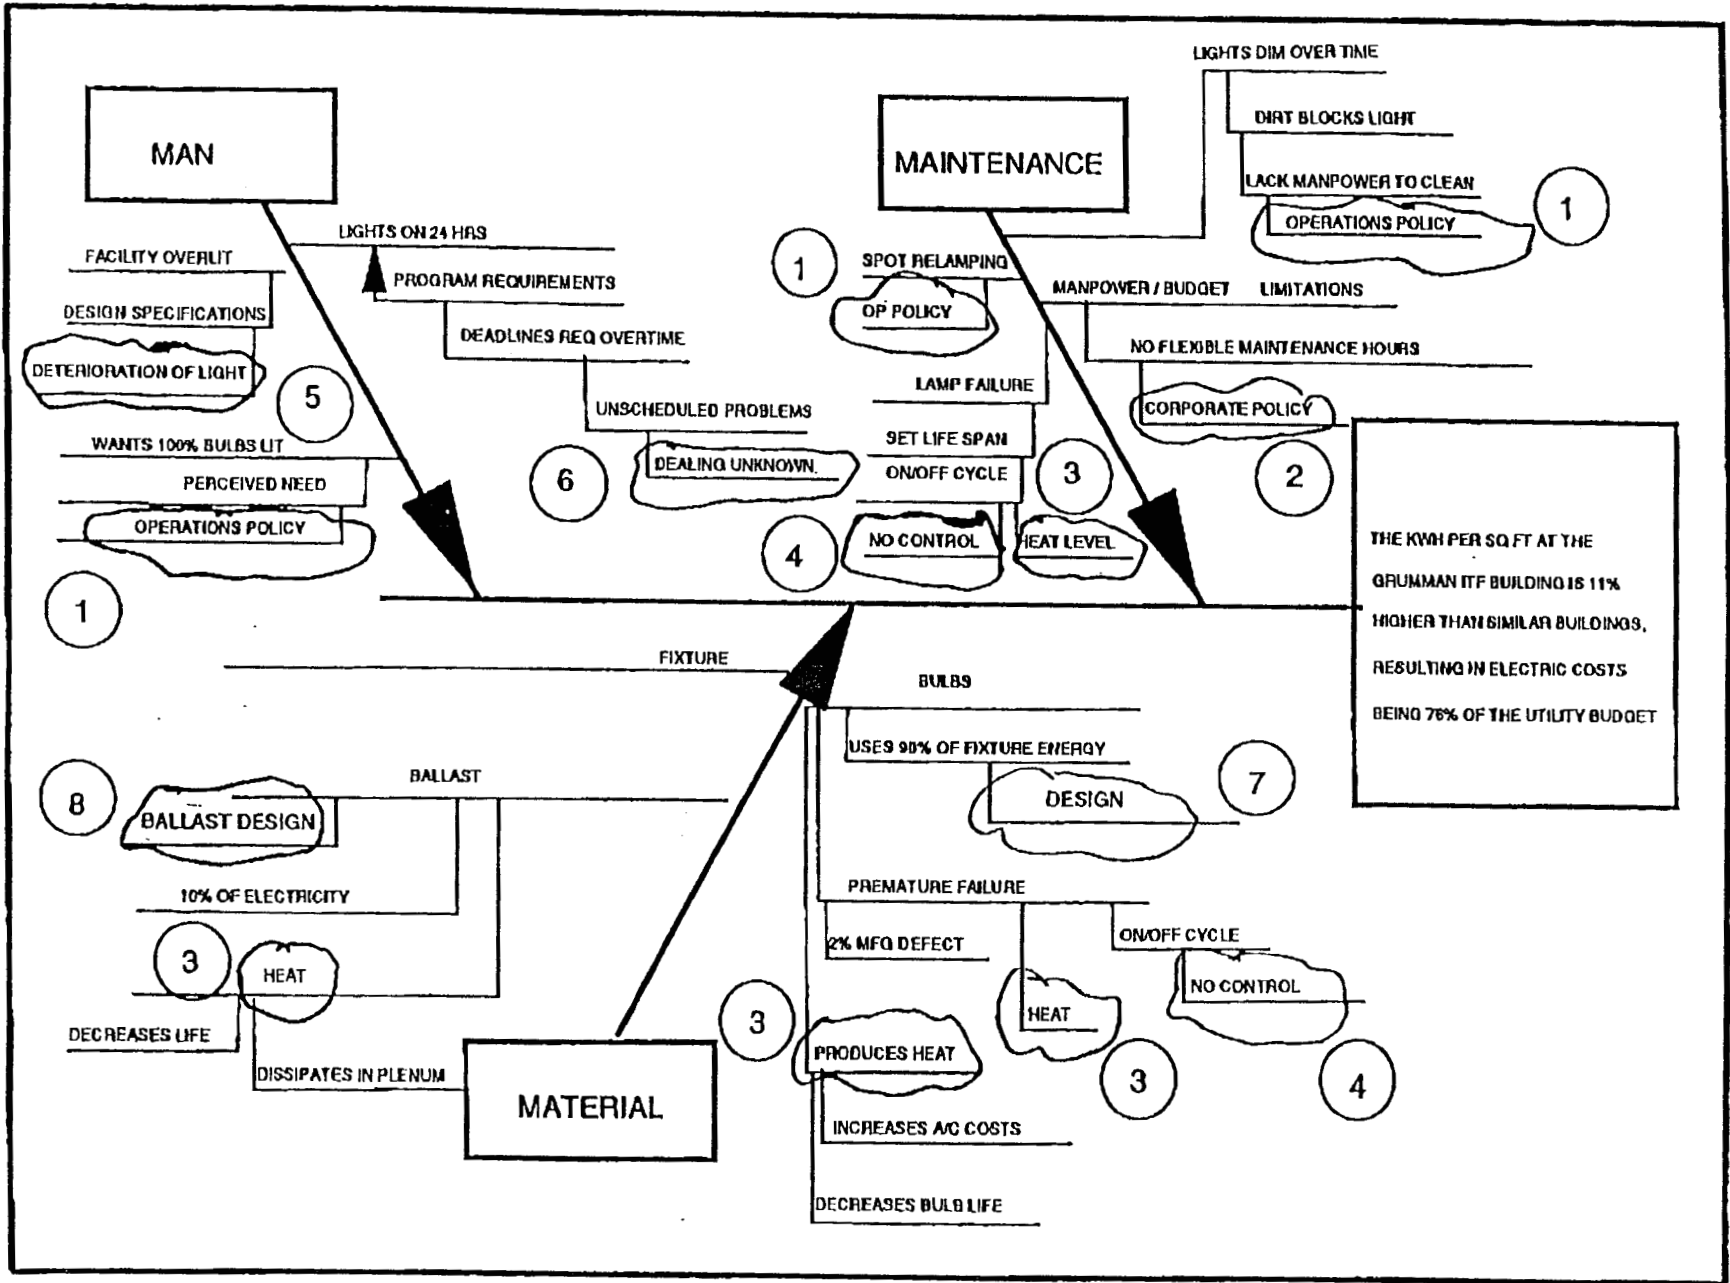 LIGHTS DIM OVER TIME
DIRT BLOCKS LIGHT
LACK MANPOWER TO CLEAN
OPERATIONS POLICY
1
MAN
MAINTENANCE
LIGHTS ON 24 HRS
FACILITY OVERLIT
PROGRAM REQUIREMENTS
DESIGN SPECIFICATIONS
DEADLINES REQ OVERTIME
DETERIORATION OF LIGHT
5
UNSCHEDULED PROBLEMS
WANTS 100% BULBS LIT
DEALING UNKNOWN.
6
PERCEIVED NEED
OPERATIONS POLICY
1
1
SPOT RELAMPING
OP POLICY
MANPOWER / BUDGET LIMITATIONS
NO FLEXIBLE MAINTENANCE HOURS
CORPORATE POLICY
2
LAMP FAILURE
SET LIFE SPAN
ON/OFF CYCLE
3
4
NO CONTROL
HEAT LEVEL
THE KWH PER SQ FT AT THE
GRUMMAN ITF BUILDING IS 11%
HIGHER THAN SIMILAR BUILDINGS,
RESULTING IN ELECTRIC COSTS
BEING 76% OF THE UTILITY BUDGET
FIXTURE
BULBS
USES 90% OF FIXTURE ENERGY
DESIGN
7
BALLAST
8
BALLAST DESIGN
10% OF ELECTRICITY
3
HEAT
DECREASES LIFE
DISSIPATES IN PLENUM
PREMATURE FAILURE
2% MFG DEFECT
ON/OFF CYCLE
NO CONTROL
HEAT
3
4
3
PRODUCES HEAT
INCREASES A/C COSTS
DECREASES BULB LIFE
MATERIAL